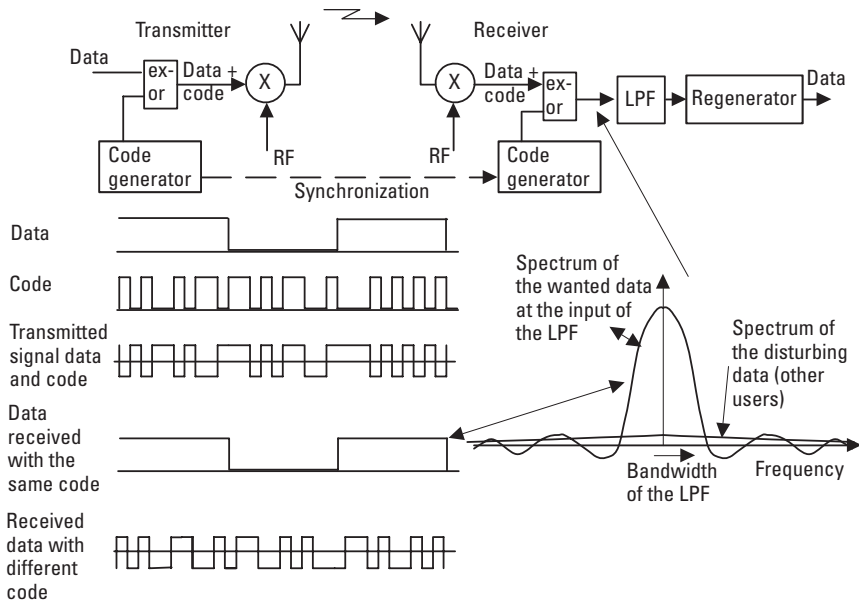 Transmitter
Receiver
Data
ex-
or
Data +
code
X
RF
Code
generator
Synchronization
X
RF
Data +
code
ex-
or
Code
generator
LPF
Regenerator
Data
Data
Code
Transmitted
signal data
and code
Data
received
with the
same code
Received
data with
different
code
Spectrum of
the wanted data
at the input of
the LPF
Spectrum of
the disturbing
data (other
users)
Bandwidth
of the LPF
Frequency